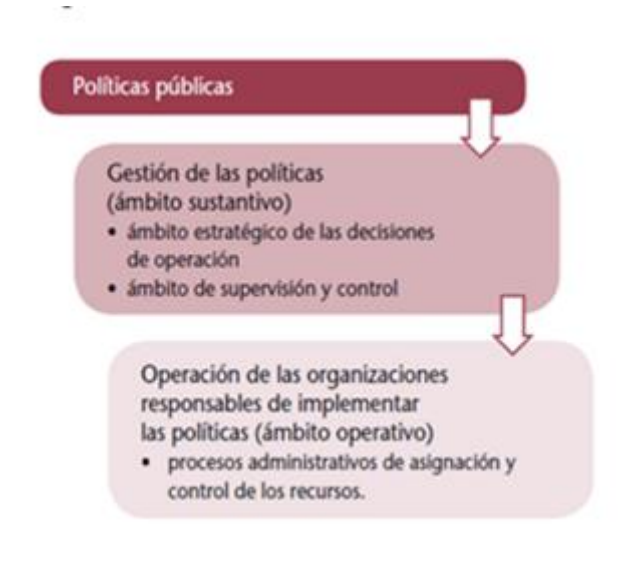 Políticas públicas
Gestión de las políticas
(ámbito sustantivo)
• ámbito estratégico de las decisiones
de operación
• ámbito de supervisión y control
Operación de las organizaciones
responsables de implementar
las políticas (ámbito operativo)
• procesos administrativos de asignación y
control de los recursos.